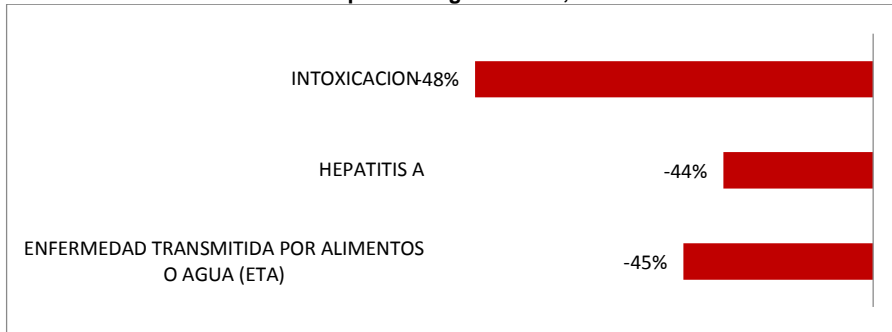 INTOXICACION-48%
HEPATITIS A
-44%
ENFERMEDAD TRANSMITIDA POR ALIMENTOS
O AGUA (ETA)
-45%